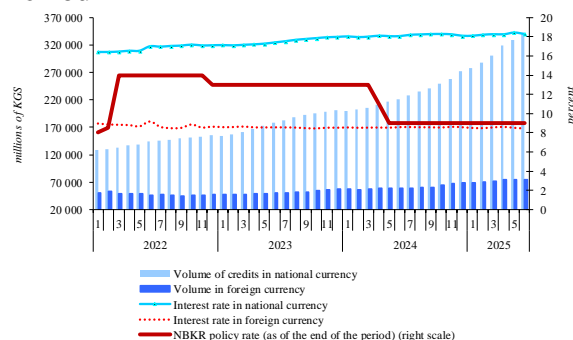 370 000
320 000
270 000
220 000
170 000
120 000
70 000
20 000
millions of KGS
20
18
16
14
12
10
8
6
4
2
0
percent
1 3 5 7 9 11 1 3 5 7 9 11 1 3 5 7 9 11 1 3 5
2022 2023 2024 2025
Volume of credits in national currency
Volume in foreign currency
Interest rate in national currency
Interest rate in foreign currency
NBKR policy rate (as of the end of the period) (right scale)